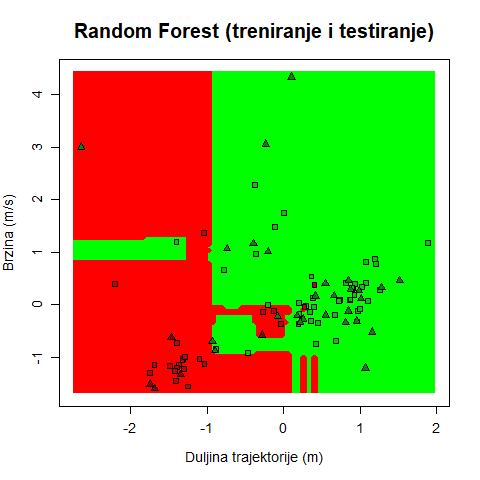 Random Forest (treniranje i testiranje)
4
3
2
1
0
-1
Brzina (m/s)
-2 -1 0 1 2
Duljina trajektorije (m)